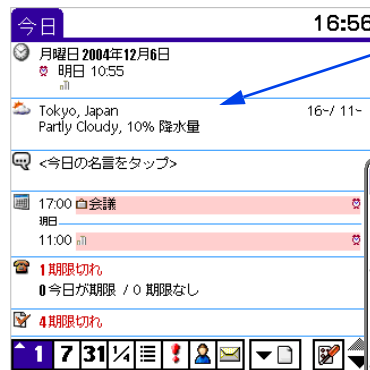 今日 16:56
月曜日 2004年12月6日
明日 10:55
Tokyo, Japan 16~/ 11~
Partly Cloudy, 10% 降水量
<今日の名言をタップ>
17:00 会議
明日
11:00
1 期限切れ
0 今日が期限 / 0 期限なし
4 期限切れ
1 7 31 ¼